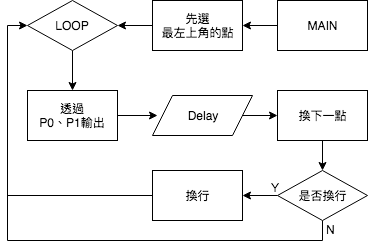 LOOP
先選
最左上角的點
MAIN
透過
P0、P1輸出
Delay
換下一點
換行
Y
是否換行
N